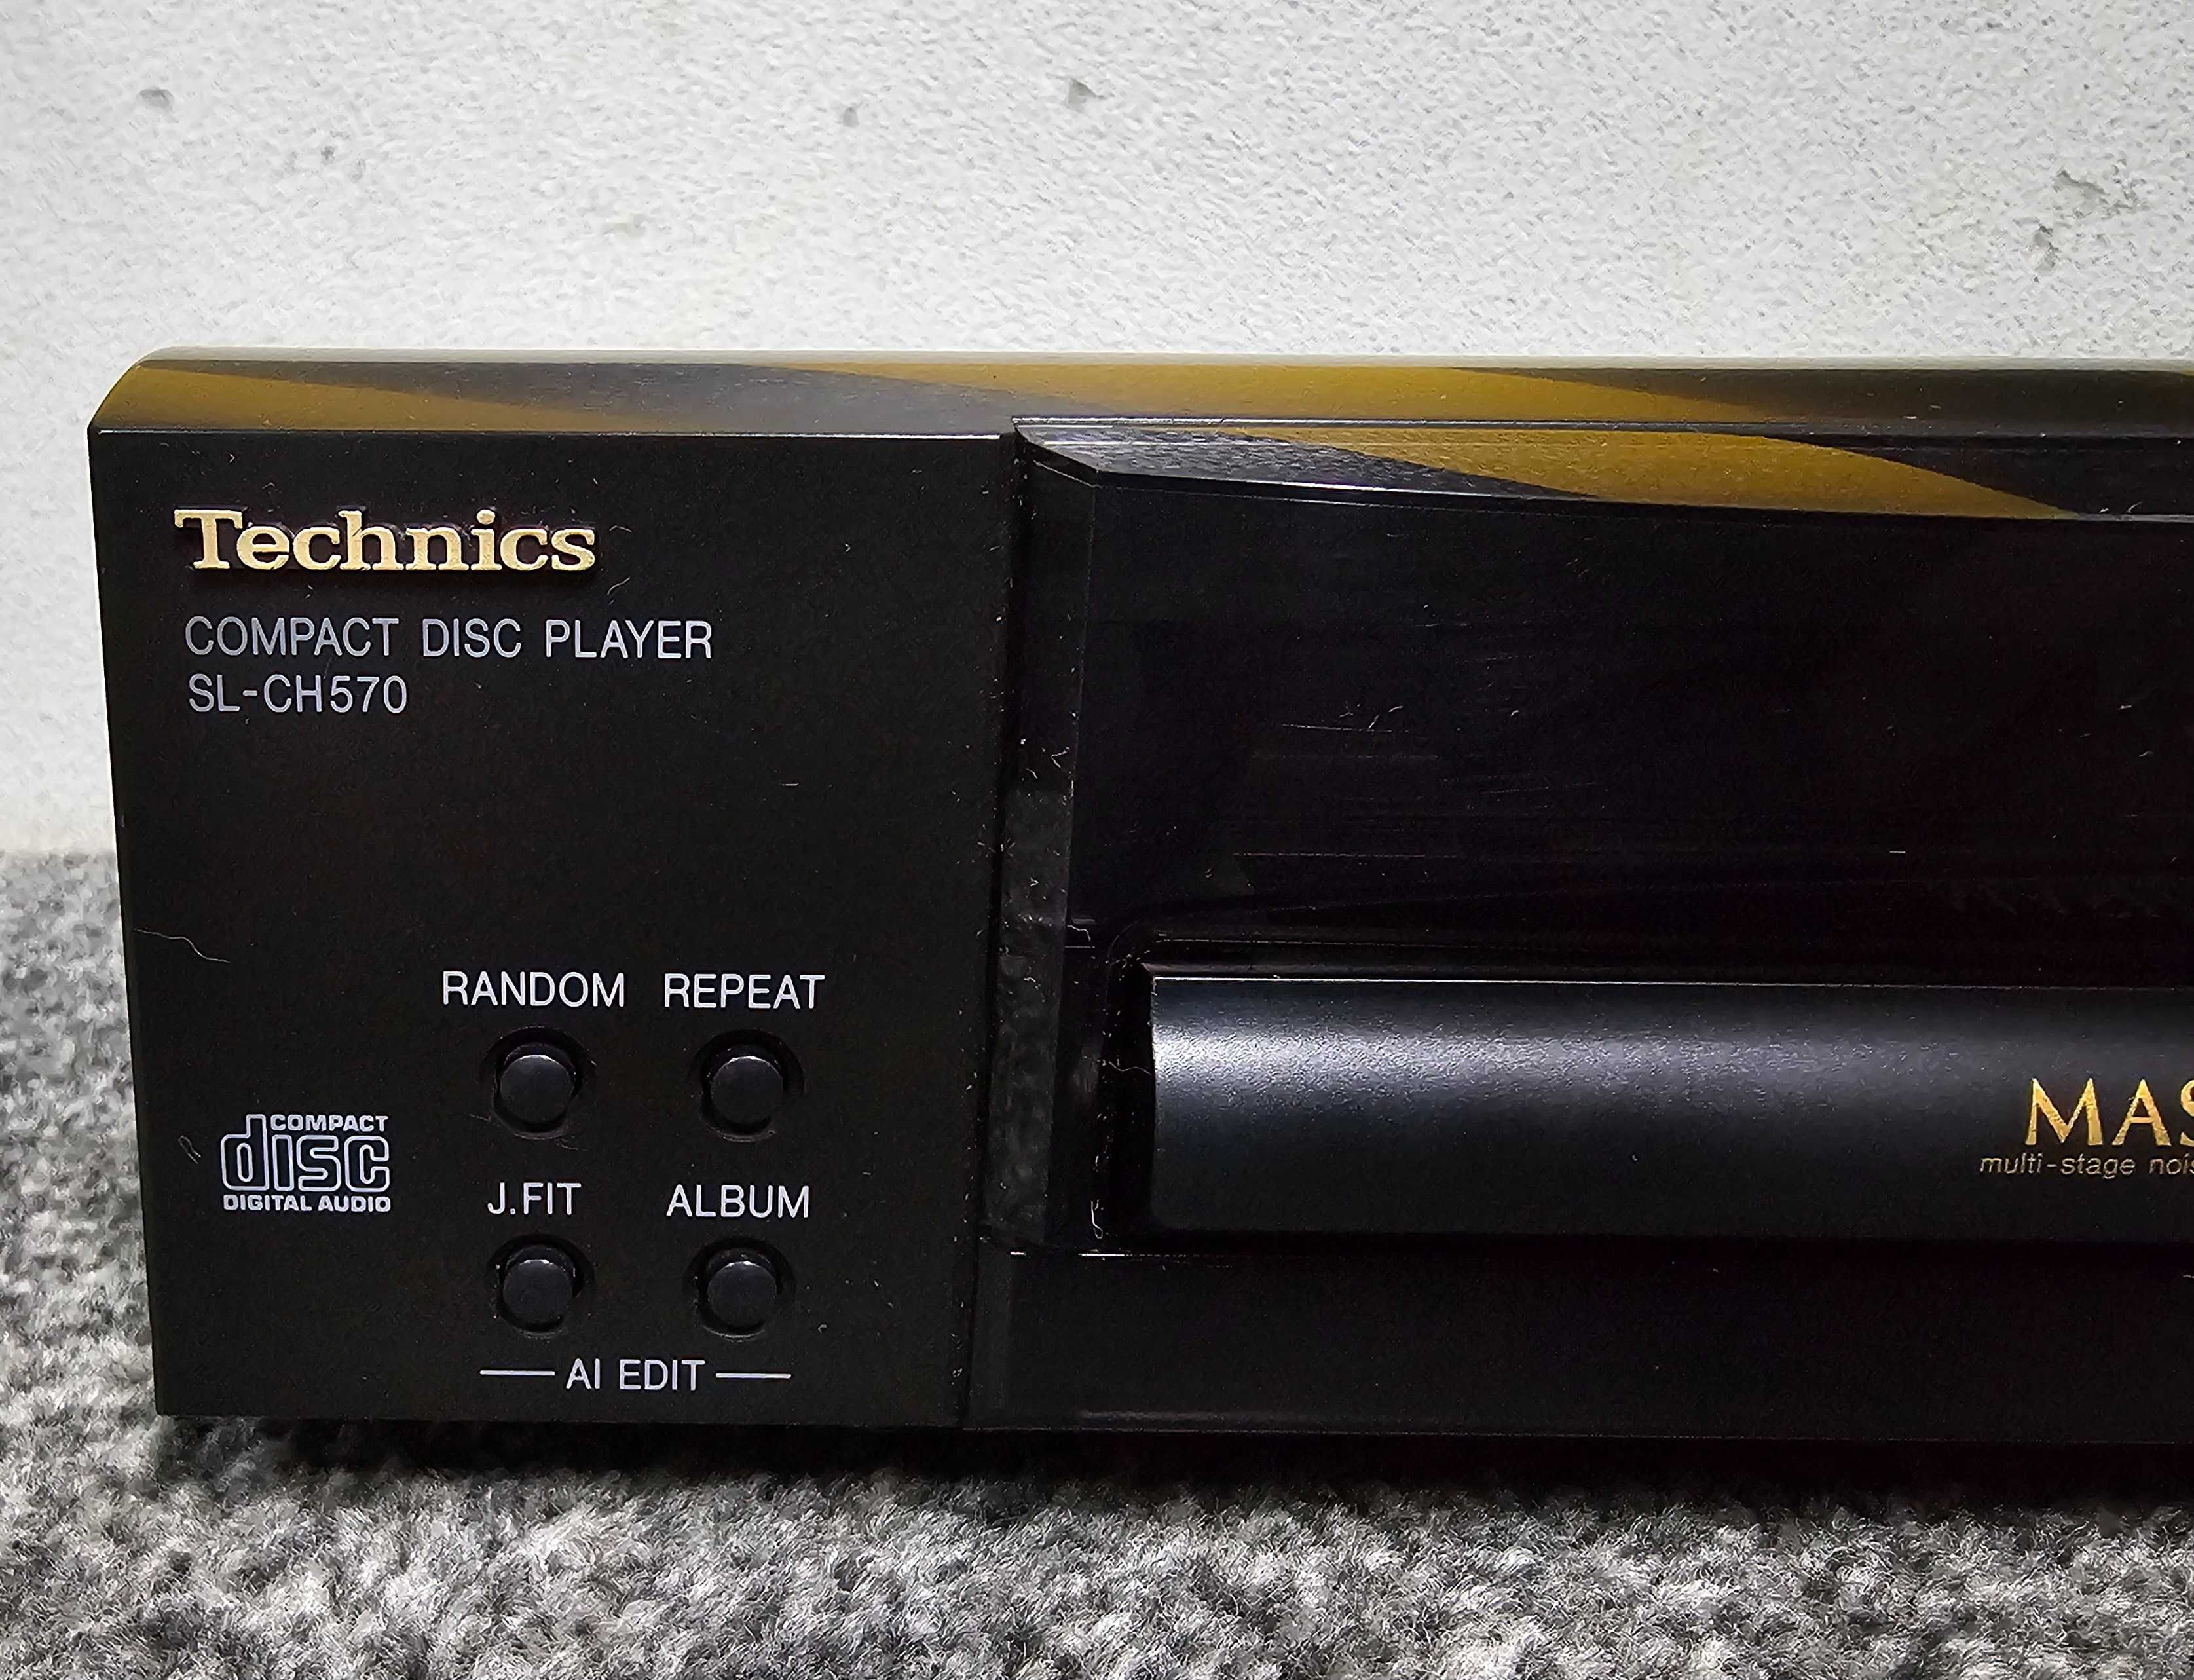 Technics
COMPACT DISC PLAYER
SL-CH570
RANDOM REPEAT
COMPACT
disc
DIGITAL AUDIO
J.FIT ALBUM
AI EDIT
MAS
multi-stage nois